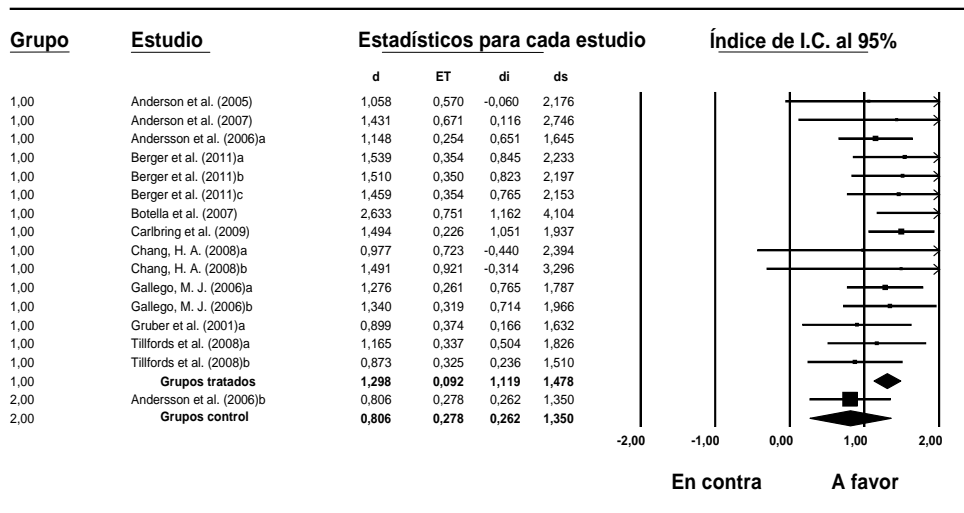 Grupo Estudio Estadísticos para cada estudio Índice de I.C. al 95%
d ET di ds
1,00 Anderson et al. (2005) 1,058 0,570 -0,060 2,176
1,00 Anderson et al. (2007) 1,431 0,671 0,116 2,746
1,00 Andersson et al. (2006)a 1,148 0,254 0,651 1,645
1,00 Berger et al. (2011)a 1,539 0,354 0,845 2,233
1,00 Berger et al. (2011)b 1,510 0,350 0,823 2,197
1,00 Berger et al. (2011)c 1,459 0,354 0,765 2,153
1,00 Botella et al. (2007) 2,633 0,751 1,162 4,104
1,00 Carlbring et al. (2009) 1,494 0,226 1,051 1,937
1,00 Chang, H. A. (2008)a 0,977 0,723 -0,440 2,394
1,00 Chang, H. A. (2008)b 1,491 0,921 -0,314 3,296
1,00 Gallego, M. J. (2006)a 1,276 0,261 0,765 1,787
1,00 Gallego, M. J. (2006)b 1,340 0,319 0,714 1,966
1,00 Gruber et al. (2001)a 0,899 0,374 0,166 1,632
1,00 Tillfords et al. (2008)a 1,165 0,337 0,504 1,826
1,00 Tillfords et al. (2008)b 0,873 0,325 0,236 1,510
1,00 Grupos tratados 1,298 0,092 1,119 1,478
2,00 Andersson et al. (2006)b 0,806 0,278 0,262 1,350
2,00 Grupos control 0,806 0,278 0,262 1,350
-2,00 -1,00 0,00 1,00 2,00
En contra A favor